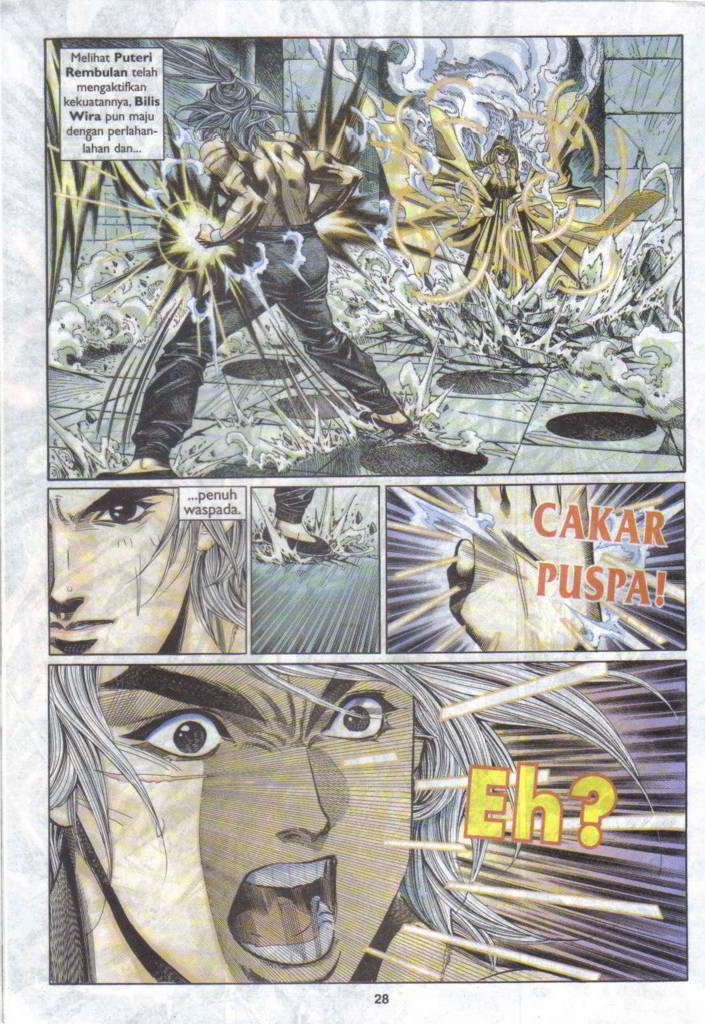 Melihat Puteri
Rembulan telah
mengaktifkan
kekuatannya, Bilis
Wira pun maju
dengan perlahan-
lahan dan...
...penuh
waspada.
CAKAR
PUSPA!
Eh?
28